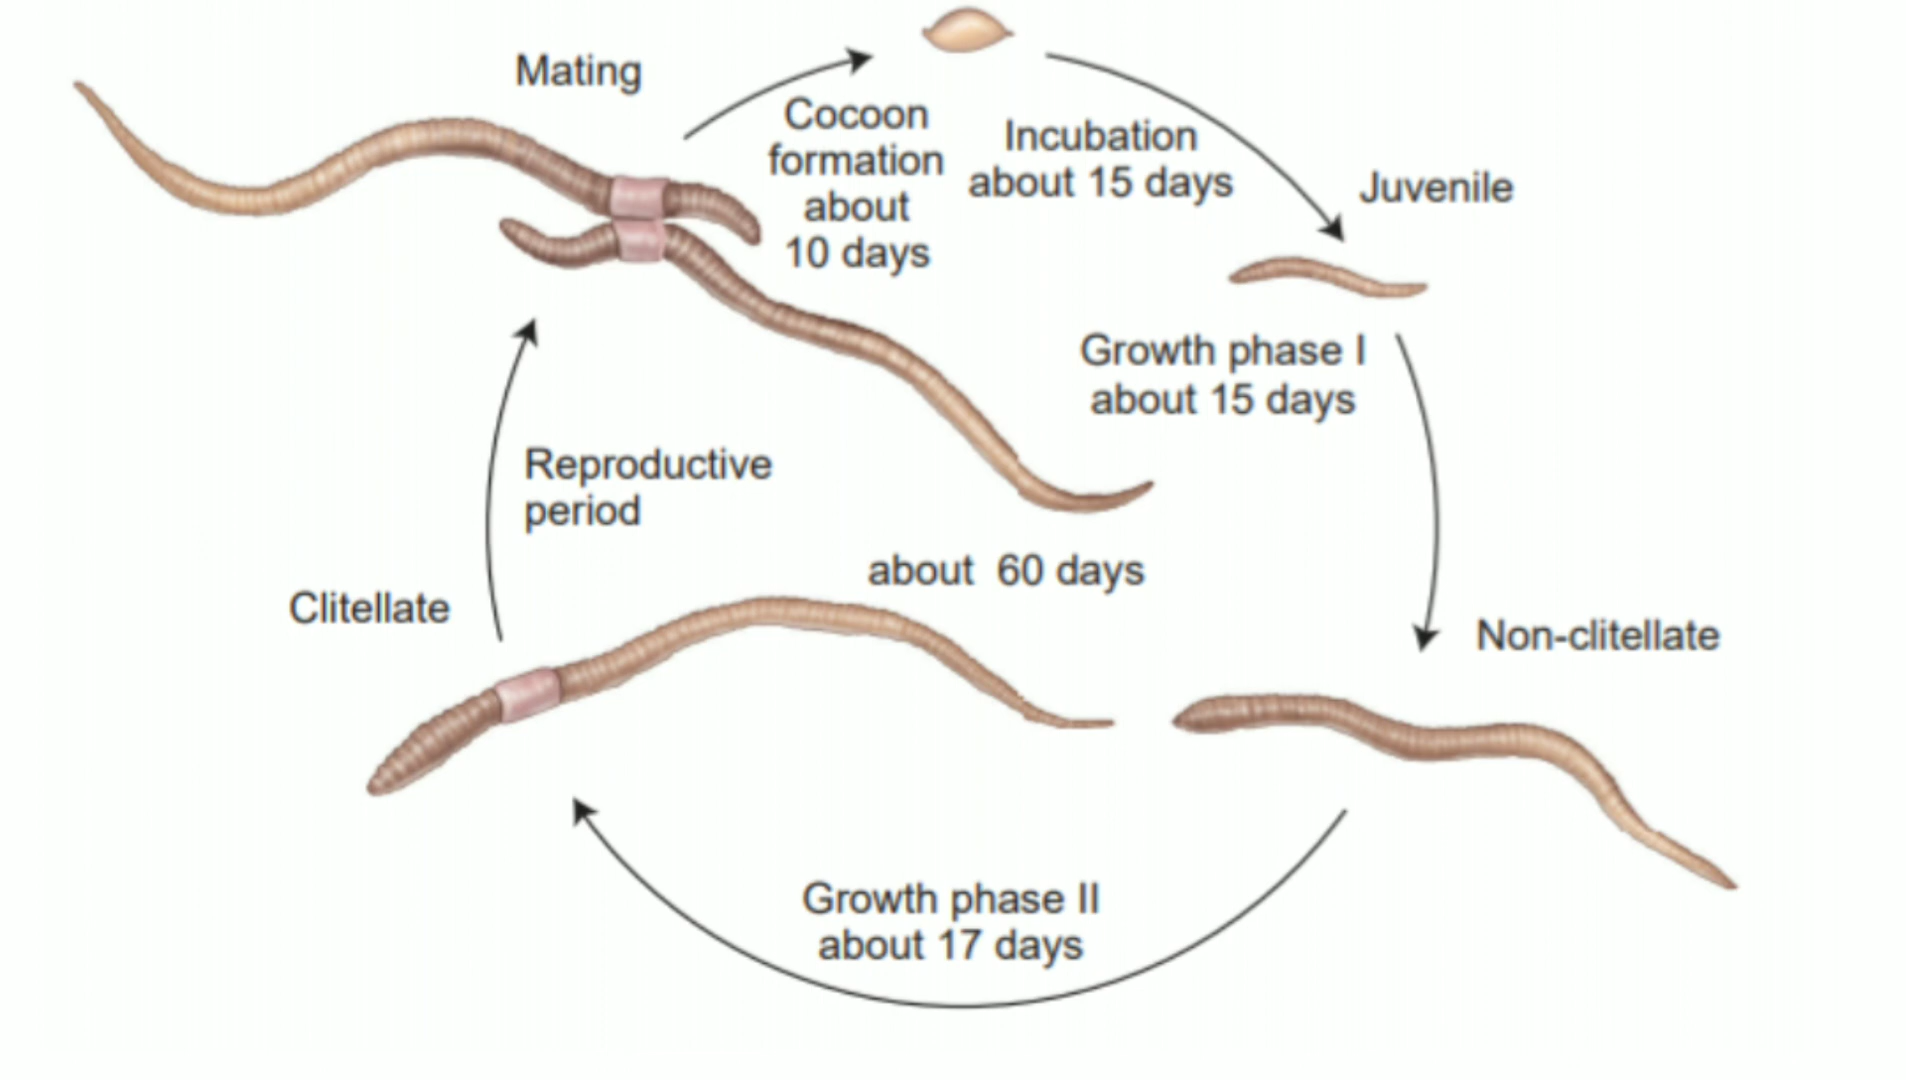 Mating
Cocoon
formation
about
10 days
Incubation
about 15 days
Juvenile
Growth phase I
about 15 days
Reproductive
period
about 60 days
Clitellate
Non-clitellate
Growth phase II
about 17 days